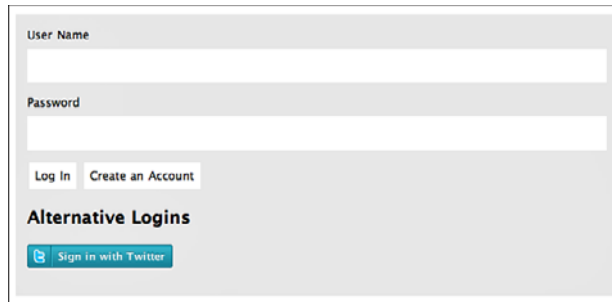 User Name
Password
Log In Create an Account
Alternative Logins
Sign in with Twitter